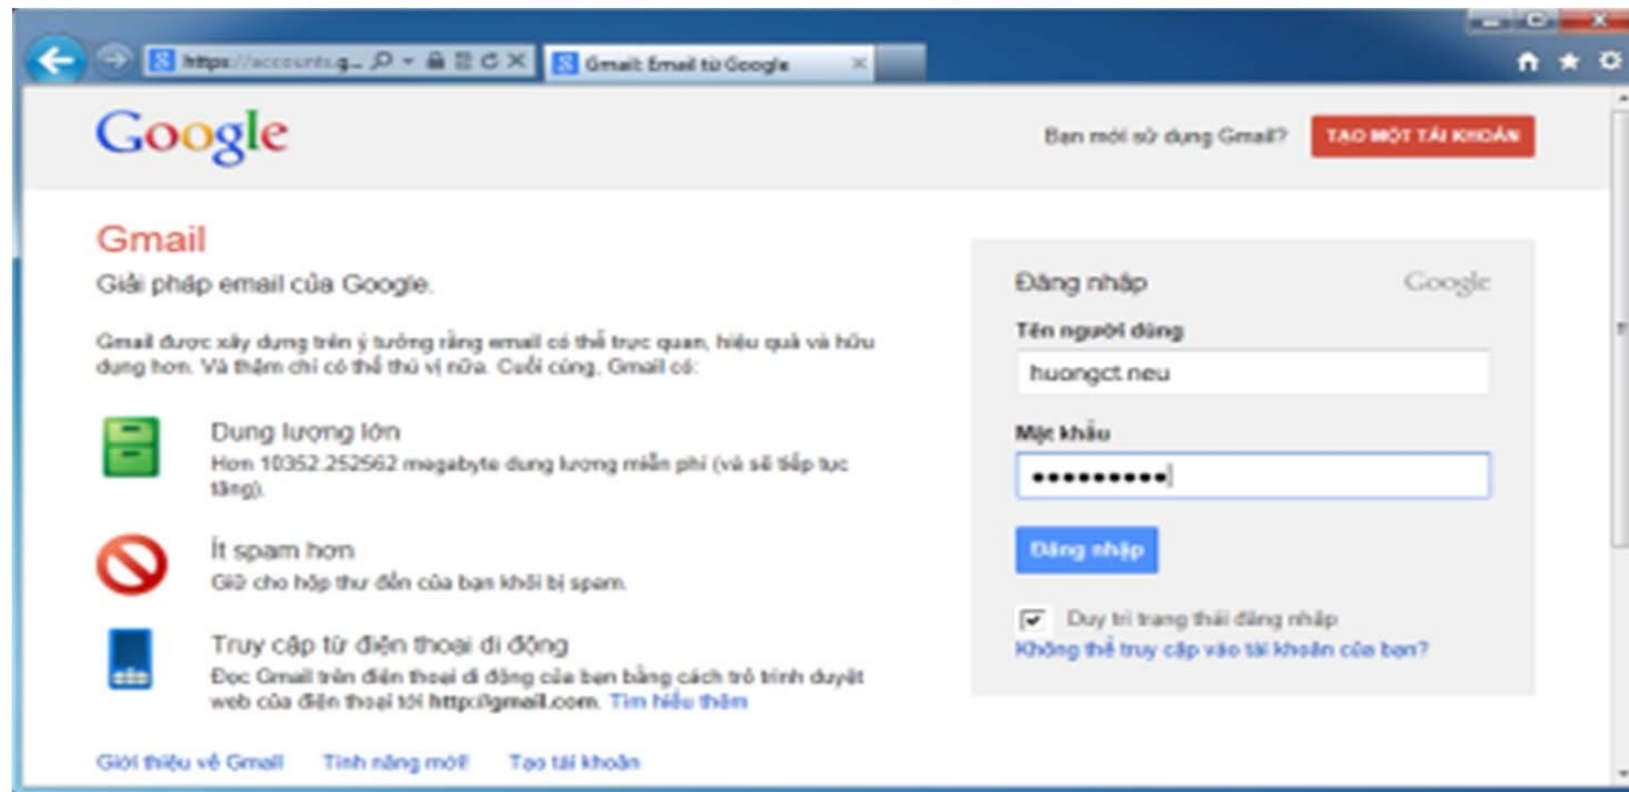 https://accounts.g...
Gmail: Email từ Google
Google
Bạn mới sử dụng Gmail?
TẠO MỘT TÀI KHOẢN
Gmail
Giải pháp email của Google.
Gmail được xây dựng trên ý tưởng rằng email có thể trực quan, hiệu quả và hữu
dụng hơn. Và thậm chí có thể thú vị nữa. Cuối cùng, Gmail có:
Dung lượng lớn
Hơn 10352.252562 megabyte dung lượng miễn phí (và sẽ tiếp tục
tăng).
Ít spam hơn
Giữ cho hộp thư đến của bạn khỏi bị spam.
Truy cập từ điện thoại di động
Đọc Gmail trên điện thoại di động của bạn bằng cách trỏ trình duyệt
web của điện thoại tới http://gmail.com. Tìm hiểu thêm
Giới thiệu về Gmail
Tính năng mới!
Tạo tài khoản
Đăng nhập
Google
Tên người dùng
huongct.neu
Mật khẩu
•••••••••
Đăng nhập
Duy trì trạng thái đăng nhập
Không thể truy cập vào tài khoản của bạn?